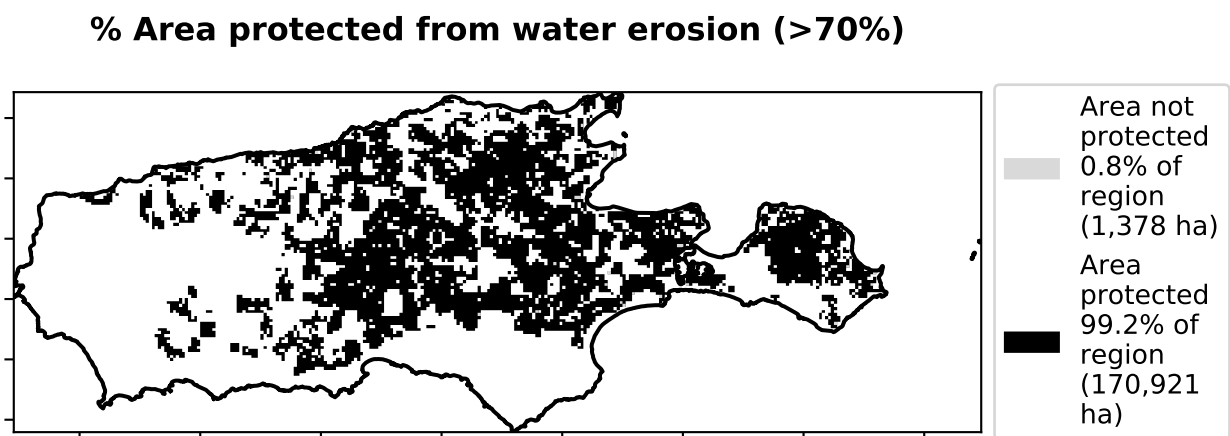 % Area protected from water erosion (>70%)
Area not
protected
0.8% of
region
(1,378 ha)
Area
protected
99.2% of
region
(170,921
ha)